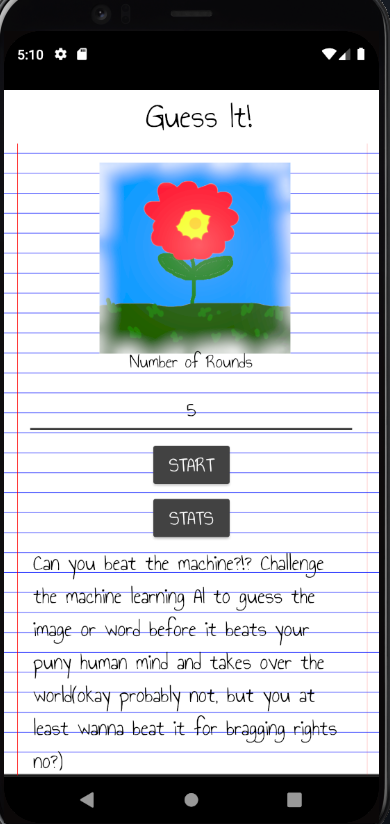 5:10
Guess It!
Number of Rounds
5
START
STATS
Can you beat the machine?!? Challenge
the machine learning AI to guess the
image or word before it beats your
puny human mind and takes over the
world(okay probably not, but you at
least wanna beat it for bragging rights
no?)